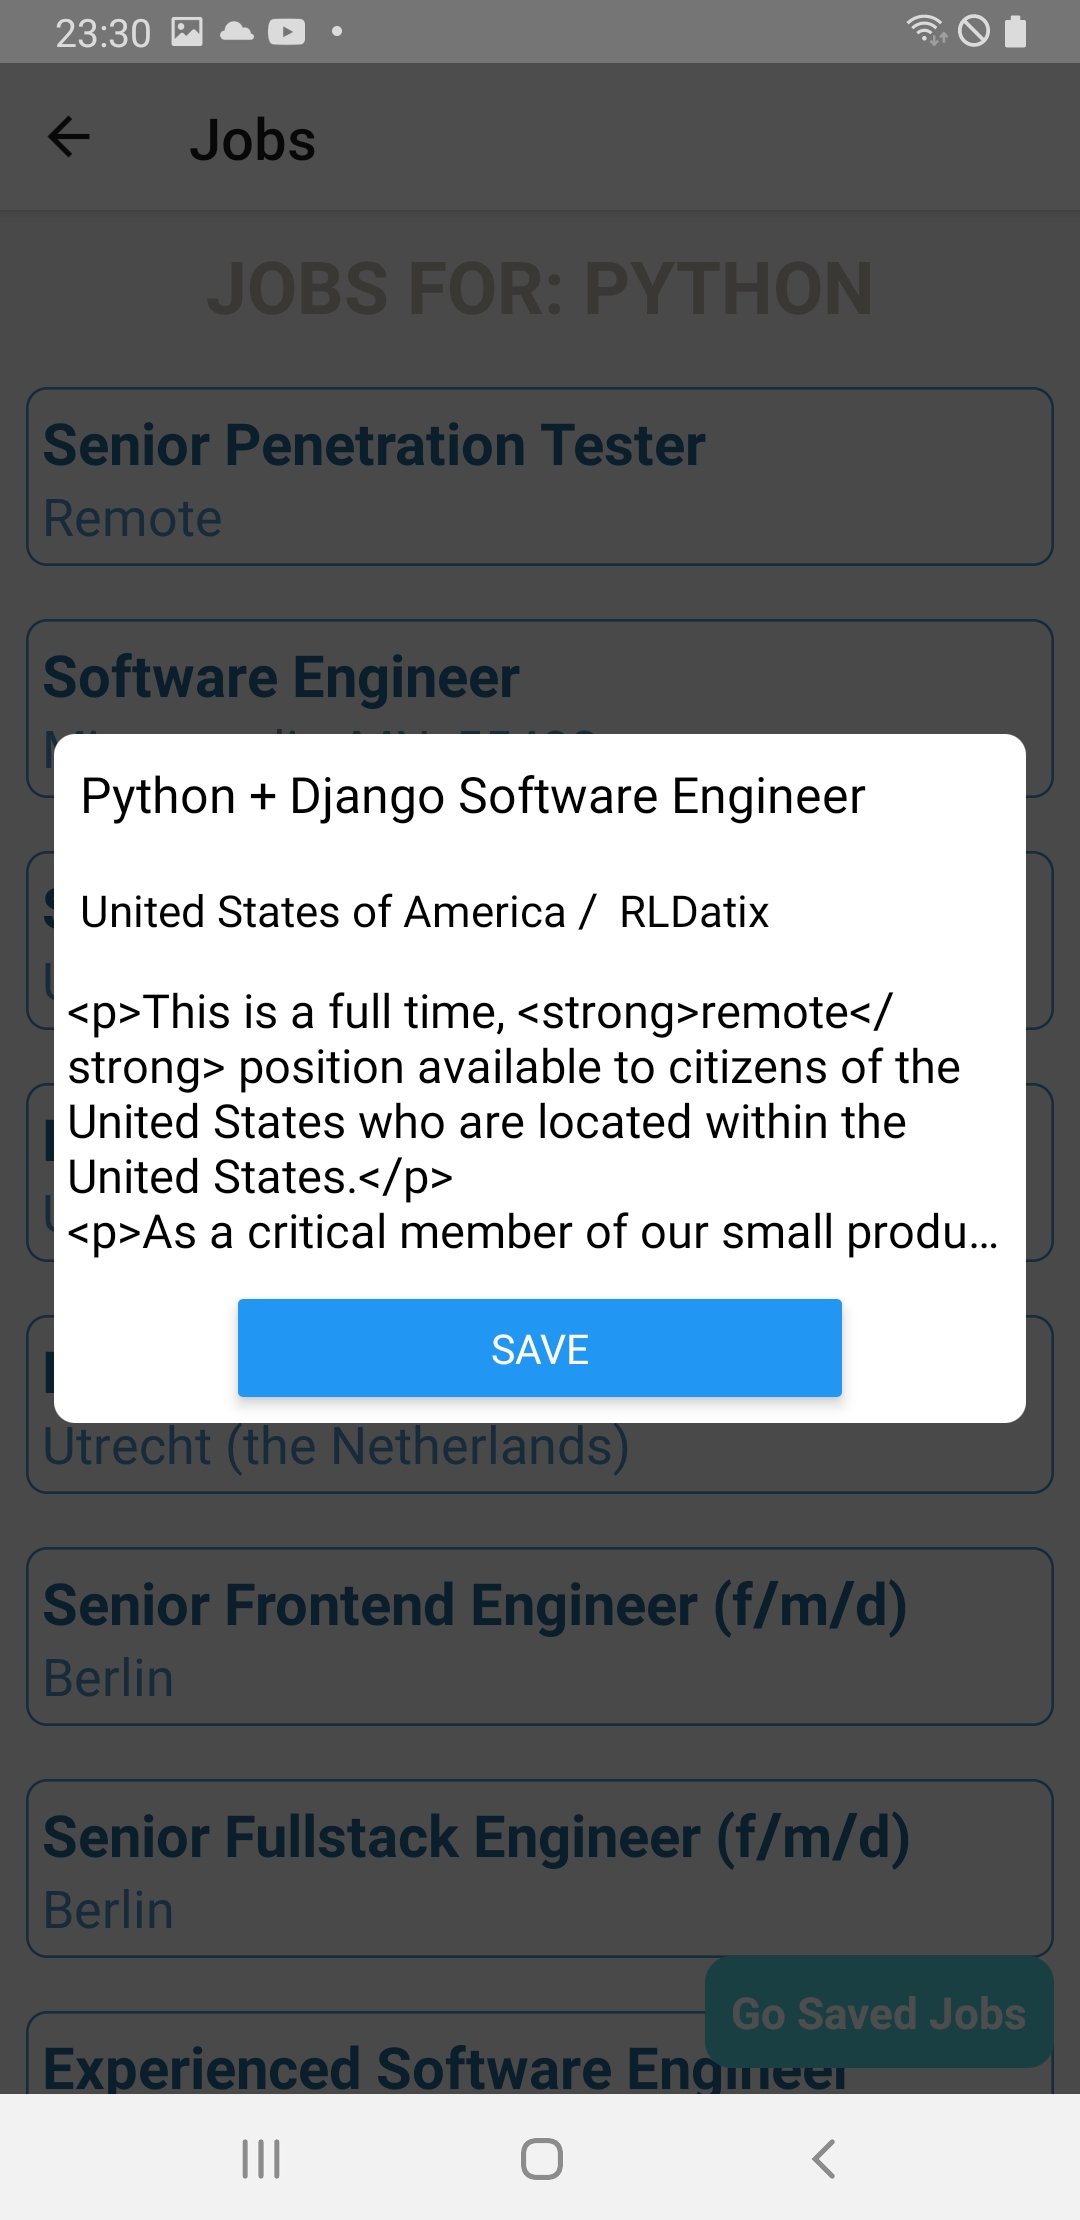 23:30
Jobs
JOBS FOR: PYTHON
Senior Penetration Tester
Remote
Software Engineer
Python + Django Software Engineer
United States of America / RLDatix
<p>This is a full time, <strong>remote</
strong> position available to citizens of the
United States who are located within the
United States.</p>
<p>As a critical member of our small produ...
SAVE
Utrecht (the Netherlands)
Senior Frontend Engineer (f/m/d)
Berlin
Senior Fullstack Engineer (f/m/d)
Berlin
Go Saved Jobs
Experienced Software Engineer